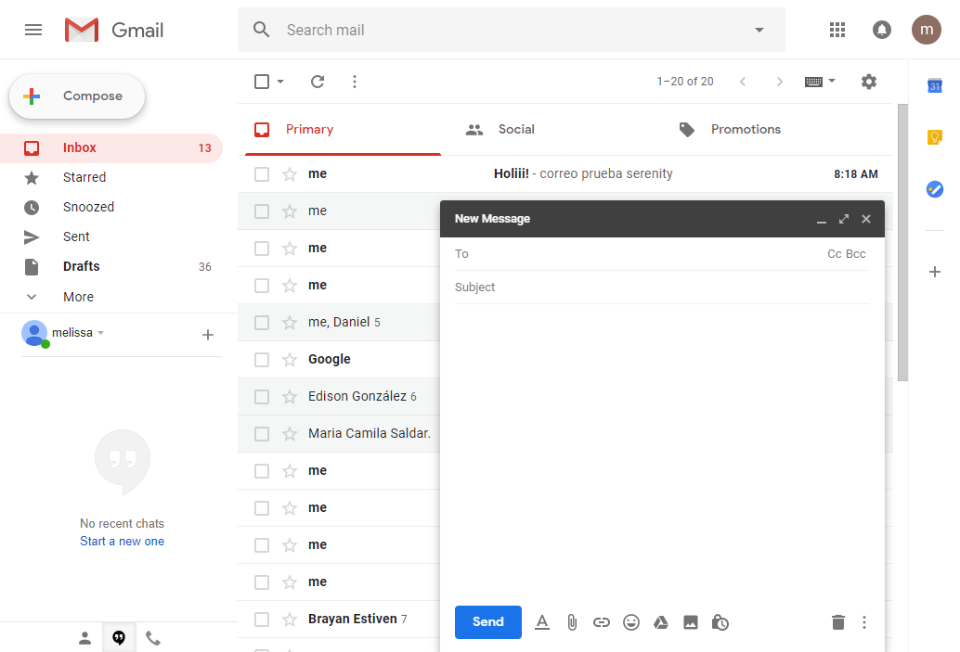 Gmail
Search mail
m
Compose
1–20 of 20
31
Inbox 13
Primary
Social
Promotions
Starred
Snoozed
Sent
Drafts 36
More
melissa
No recent chats
Start a new one
me Holiii! - correo prueba serenity 8:18 AM
me
me
me
me, Daniel 5
Google
Edison González 6
Maria Camila Saldar.
me
me
me
me
Brayan Estiven 7
New Message
To Cc Bcc
Subject
Send